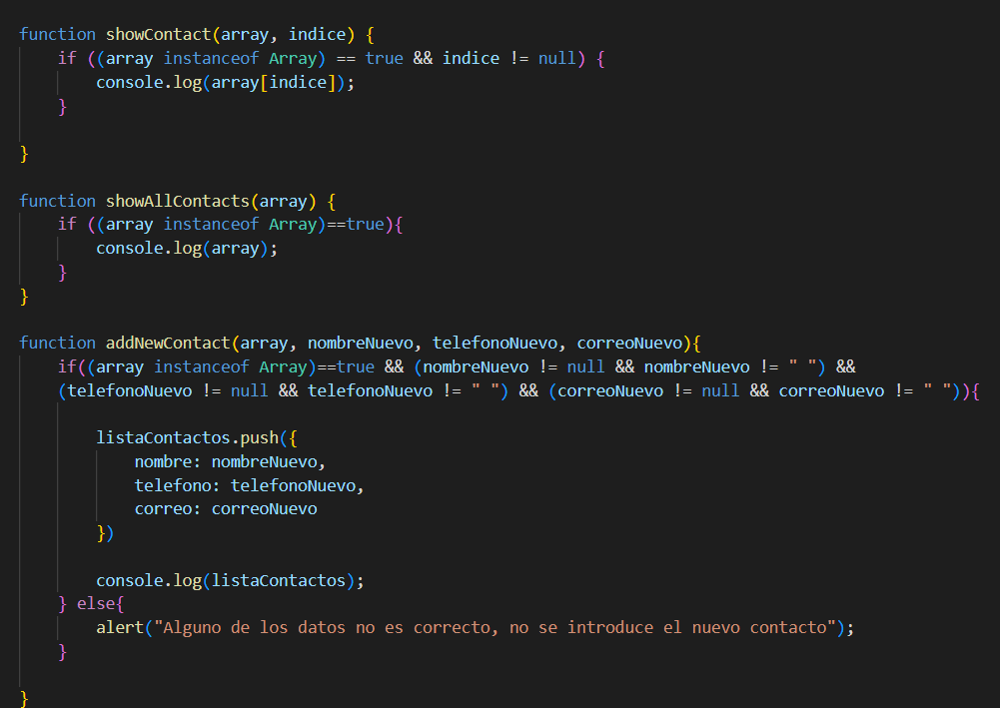 function showContact(array, indice) {
    if ((array instanceof Array) == true && indice != null) {
        console.log(array[indice]);
    }

}

function showAllContacts(array) {
    if ((array instanceof Array)==true){
        console.log(array);
    }
}

function addNewContact(array, nombreNuevo, telefonoNuevo, correoNuevo){
    if((array instanceof Array)==true && (nombreNuevo != null && nombreNuevo != " ") &&
    (telefonoNuevo != null && telefonoNuevo != " ") && (correoNuevo != null && correoNuevo != " ")){

        listaContactos.push({
            nombre: nombreNuevo,
            telefono: telefonoNuevo,
            correo: correoNuevo
        })

        console.log(listaContactos);
    } else{
        alert("Alguno de los datos no es correcto, no se introduce el nuevo contacto");
    }

}